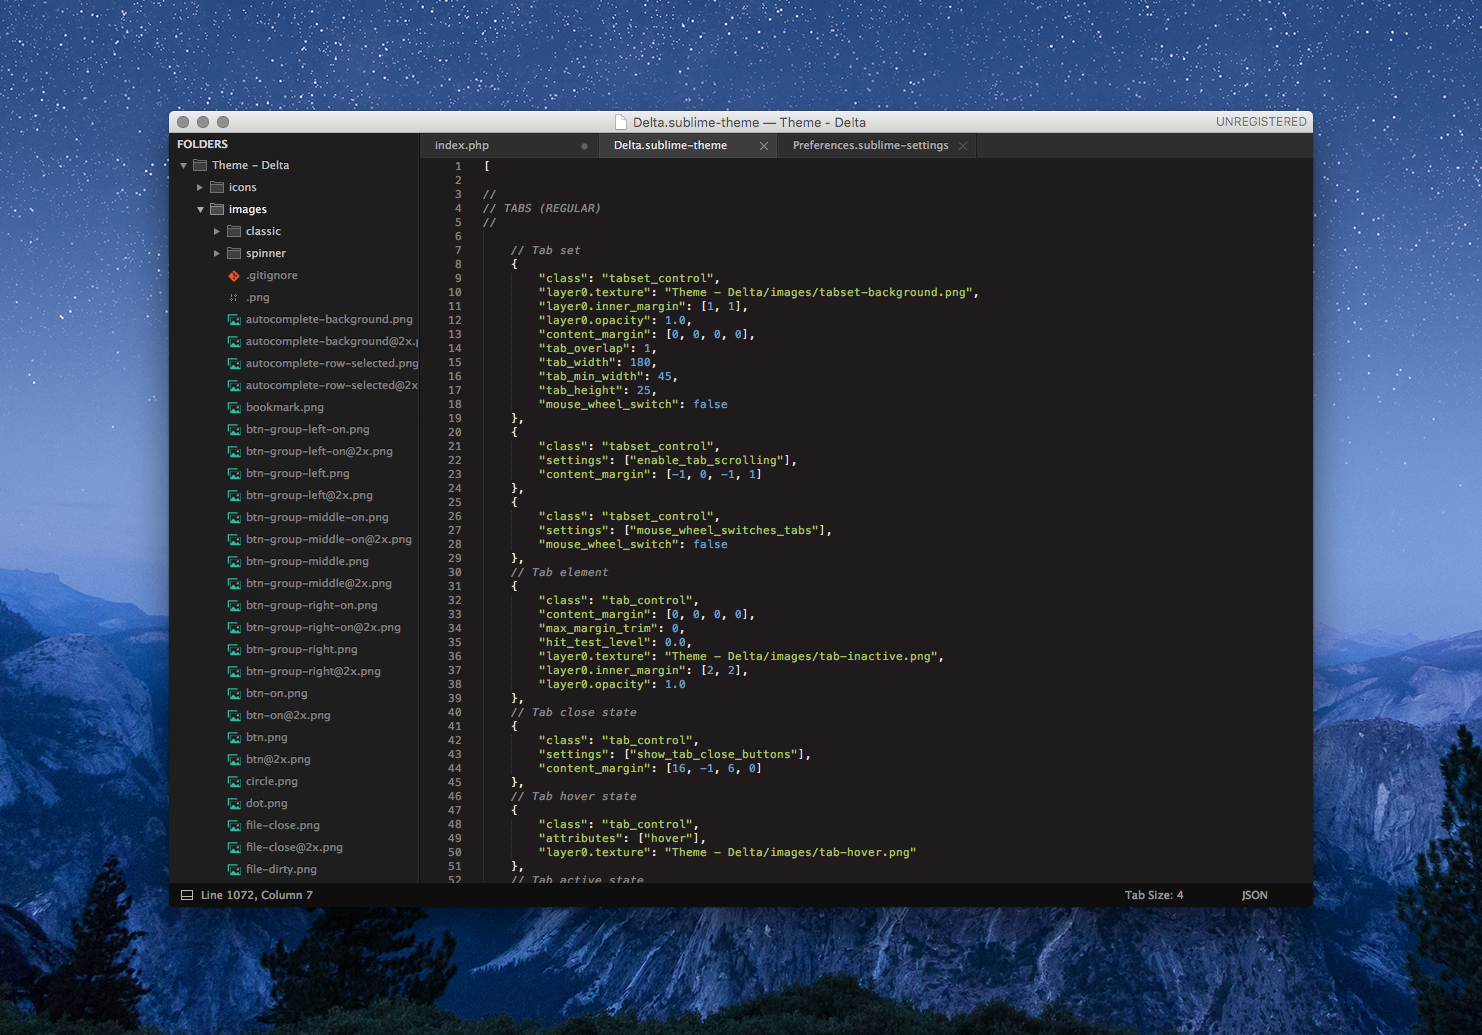 Delta.sublime-theme — Theme - Delta
UNREGISTERED
FOLDERS
Theme - Delta
icons
images
classic
spinner
.gitignore
.png
autocomplete-background.png
autocomplete-background@2x.p
autocomplete-row-selected.png
autocomplete-row-selected@2x
bookmark.png
btn-group-left-on.png
btn-group-left-on@2x.png
btn-group-left.png
btn-group-left@2x.png
btn-group-middle-on.png
btn-group-middle-on@2x.png
btn-group-middle.png
btn-group-middle@2x.png
btn-group-right-on.png
btn-group-right-on@2x.png
btn-group-right.png
btn-group-right@2x.png
btn-on.png
btn-on@2x.png
btn.png
btn@2x.png
circle.png
dot.png
file-close.png
file-close@2x.png
file-dirty.png
index.php
Delta.sublime-theme
Preferences.sublime-settings
1 [
2
3 //
4 // TABS (REGULAR)
5 //
6
7 // Tab set
8 {
9 "class": "tabset_control",
10 "layer0.texture": "Theme - Delta/images/tabset-background.png",
11 "layer0.inner_margin": [1, 1],
12 "layer0.opacity": 1.0,
13 "content_margin": [0, 0, 0, 0],
14 "tab_overlap": 1,
15 "tab_width": 180,
16 "tab_min_width": 45,
17 "tab_height": 25,
18 "mouse_wheel_switch": false
19 },
20 {
21 "class": "tabset_control",
22 "settings": ["enable_tab_scrolling"],
23 "content_margin": [-1, 0, -1, 1]
24 },
25 {
26 "class": "tabset_control",
27 "settings": ["mouse_wheel_switches_tabs"],
28 "mouse_wheel_switch": false
29 },
30 // Tab element
31 {
32 "class": "tab_control",
33 "content_margin": [0, 0, 0, 0],
34 "max_margin_trim": 0,
35 "hit_test_level": 0.0,
36 "layer0.texture": "Theme - Delta/images/tab-inactive.png",
37 "layer0.inner_margin": [2, 2],
38 "layer0.opacity": 1.0
39 },
40 // Tab close state
41 {
42 "class": "tab_control",
43 "settings": ["show_tab_close_buttons"],
44 "content_margin": [16, -1, 6, 0]
45 },
46 // Tab hover state
47 {
48 "class": "tab_control",
49 "attributes": ["hover"],
50 "layer0.texture": "Theme - Delta/images/tab-hover.png"
51 },
52 // Tab active state
Line 1072, Column 7
Tab Size: 4
JSON